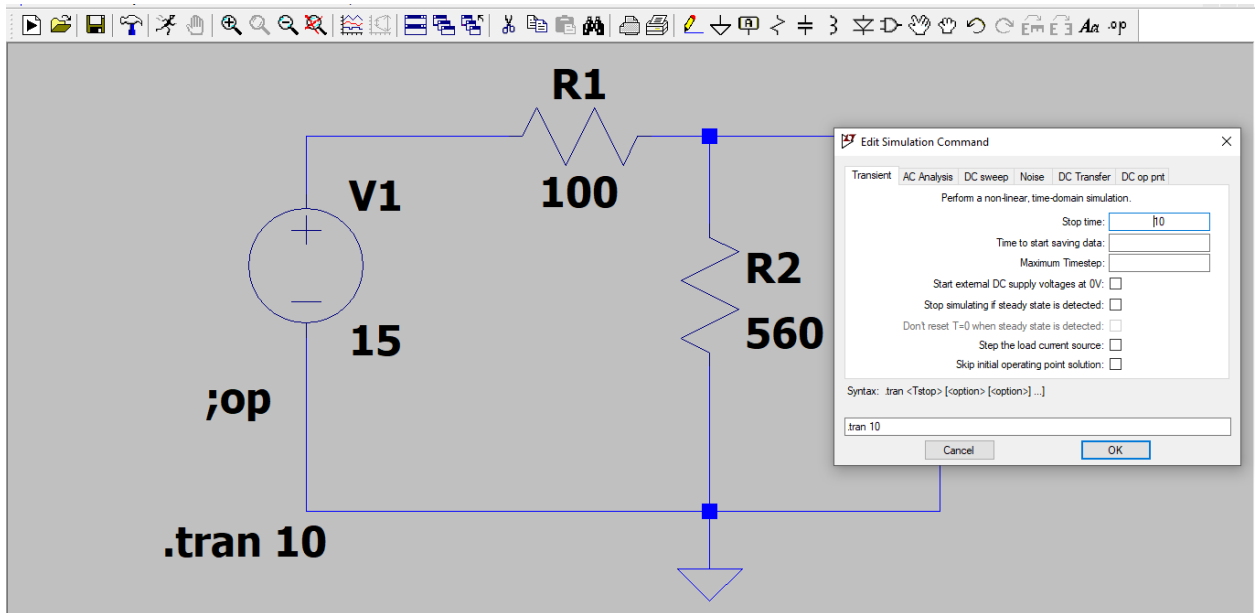 Aa .op
R1
100
V1
15
R2
560
;op
.tran 10
Edit Simulation Command
Transient AC Analysis DC sweep Noise DC Transfer DC op pnt
Perform a non-linear, time-domain simulation.
Stop time: 10
Time to start saving data:
Maximum Timestep:
Start external DC supply voltages at 0V:
Stop simulating if steady state is detected:
Don't reset T=0 when steady state is detected:
Step the load current source:
Skip initial operating point solution:
Syntax: .tran <Tstop> [<option> [<option>] ...]
.tran 10
Cancel OK